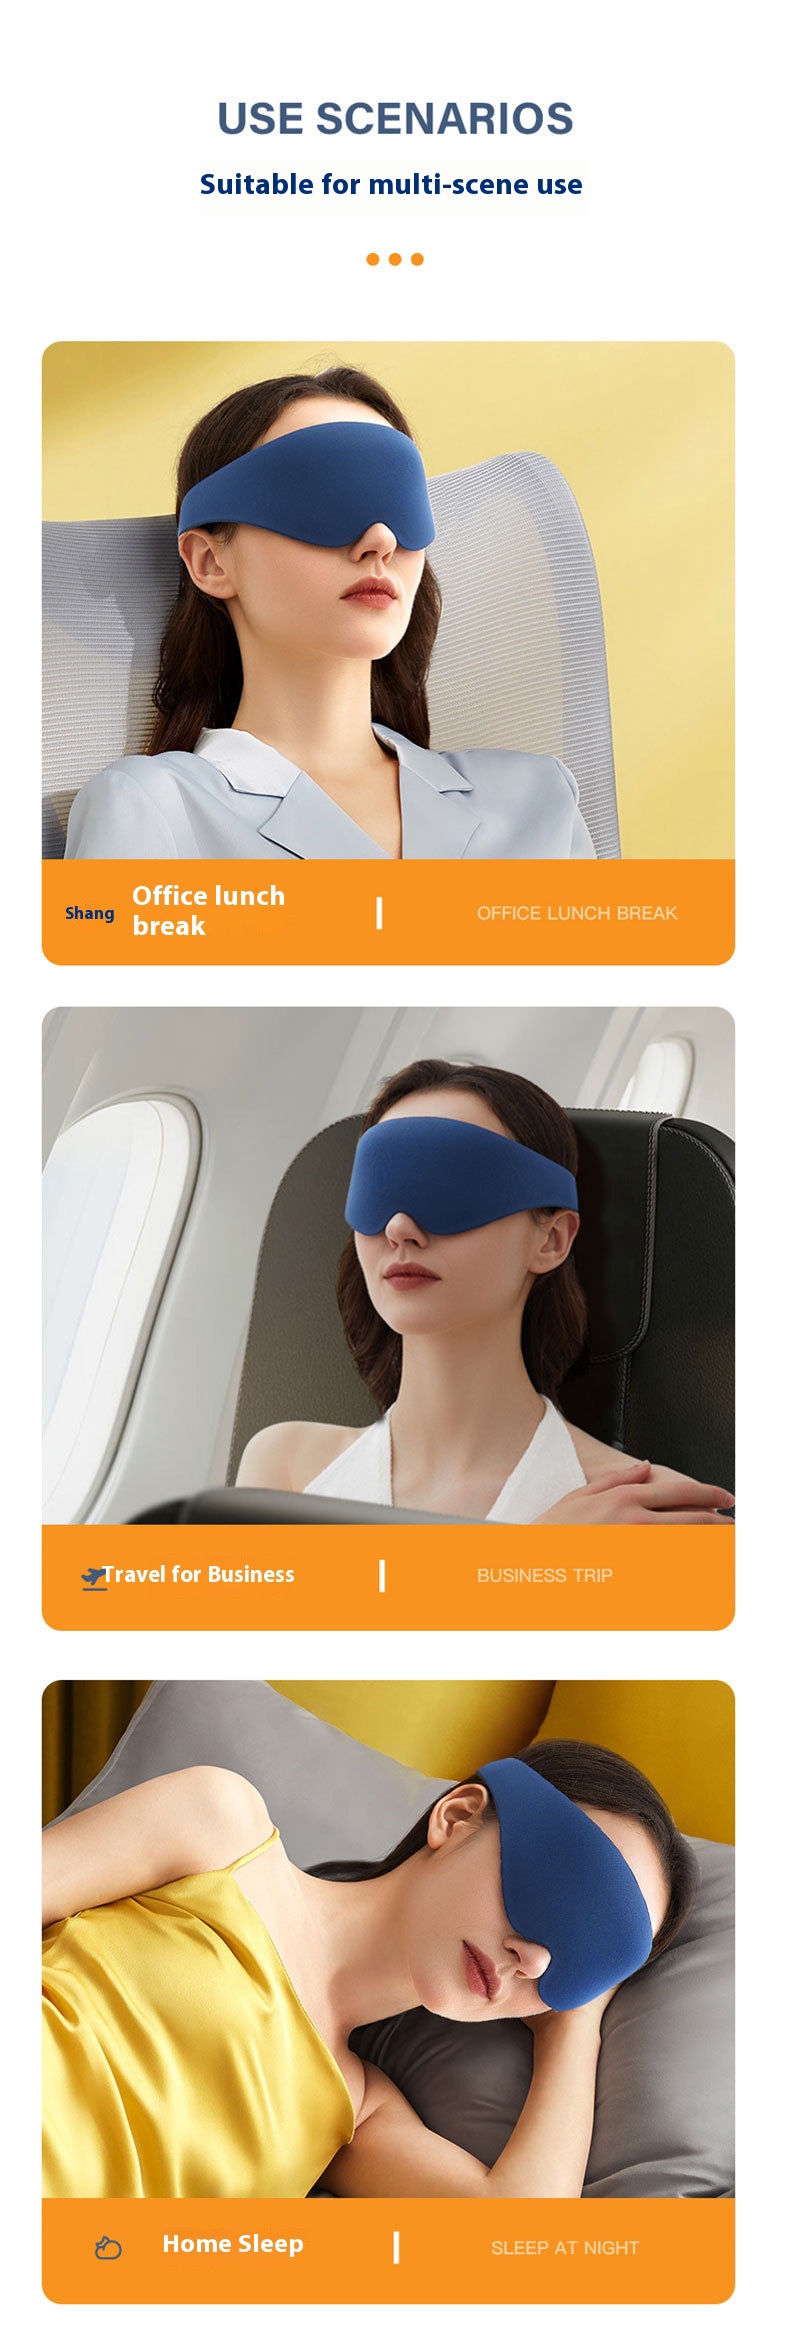 USE SCENARIOS
Suitable for multi-scene use
Shang
Office lunch
break
OFFICE LUNCH BREAK
Travel for Business
BUSINESS TRIP
Home Sleep
SLEEP AT NIGHT